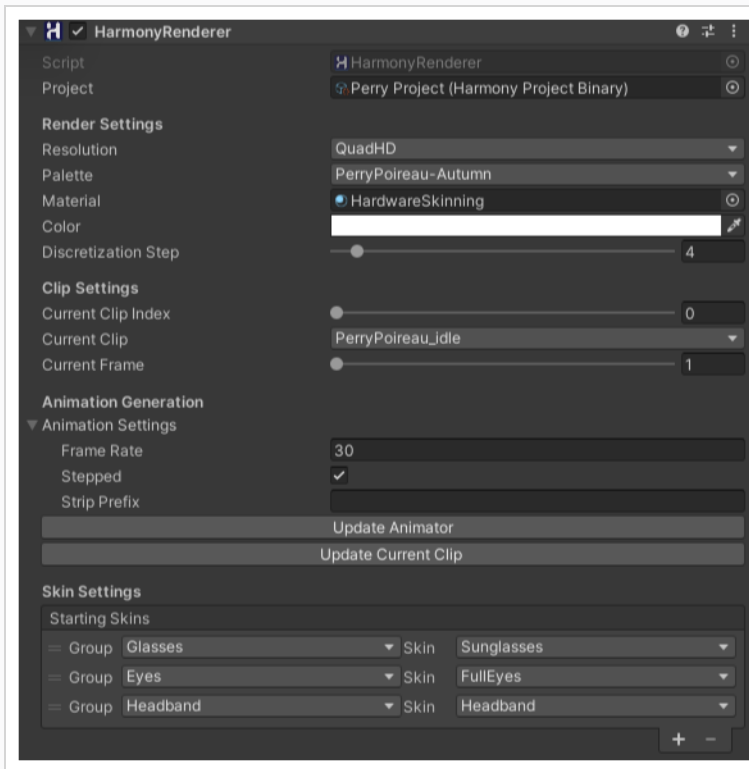 HarmonyRenderer
Script HarmonyRenderer
Project Perry Project (Harmony Project Binary)
Render Settings
Resolution QuadHD
Palette PerryPoireau-Autumn
Material HardwareSkinning
Color
Discretization Step 4
Clip Settings
Current Clip Index 0
Current Clip PerryPoireau_idle
Current Frame 1
Animation Generation
Animation Settings
Frame Rate 30
Stepped
Strip Prefix
Update Animator
Update Current Clip
Skin Settings
Starting Skins
Group Glasses Skin Sunglasses
Group Eyes Skin FullEyes
Group Headband Skin Headband